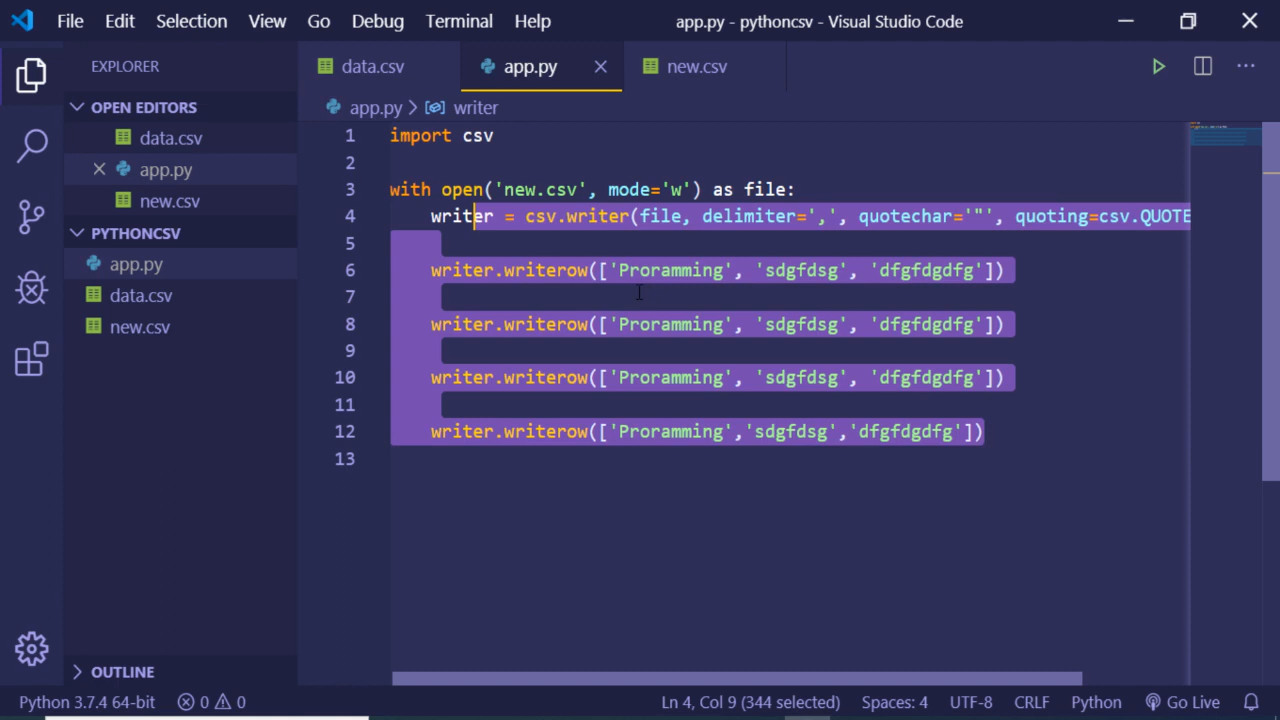 File Edit Selection View Go Debug Terminal Help app.py - pythoncsv - Visual Studio Code
EXPLORER
OPEN EDITORS
data.csv
app.py
new.csv
PYTHONCSV
app.py
data.csv
new.csv
OUTLINE
data.csv app.py new.csv
app.py writer
1 import csv
2
3 with open('new.csv', mode='w') as file:
4 writer = csv.writer(file, delimiter=',', quotechar='"', quoting=csv.QUOTE
5
6 writer.writerow(['Proramming', 'sdgfdsg', 'dfgfdgdfg'])
7
8 writer.writerow(['Proramming', 'sdgfdsg', 'dfgfdgdfg'])
9
10 writer.writerow(['Proramming', 'sdgfdsg', 'dfgfdgdfg'])
11
12 writer.writerow(['Proramming','sdgfdsg','dfgfdgdfg'])
13
Python 3.7.4 64-bit 0 0 Ln 4, Col 9 (344 selected) Spaces: 4 UTF-8 CRLF Python Go Live